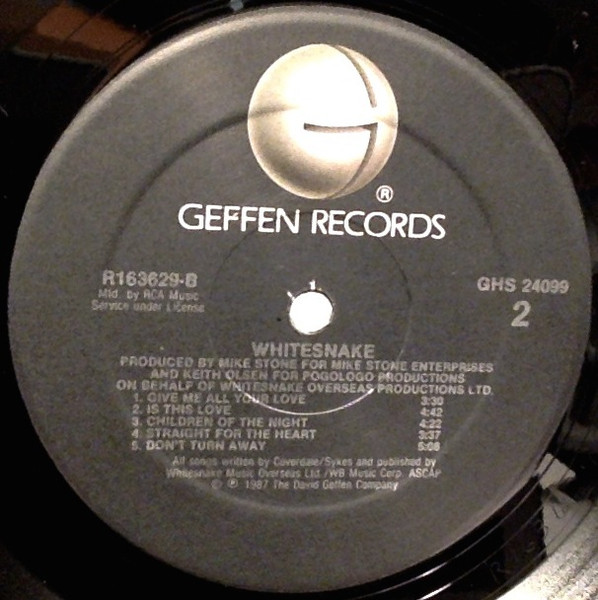 ®
GEFFEN RECORDS
R163629-B
Mfd. by RCA Music
Service under License
GHS 24099
2
WHITESNAKE
PRODUCED BY MIKE STONE FOR MIKE STONE ENTERPRISES
AND KEITH OLSEN FOR POGOLOGO PRODUCTIONS
ON BEHALF OF WHITESNAKE OVERSEAS PRODUCTIONS LTD.
1. GIVE ME ALL YOUR LOVE 3:30
2. IS THIS LOVE 4:42
3. CHILDREN OF THE NIGHT 4:22
4. STRAIGHT FOR THE HEART 3:37
5. DON'T TURN AWAY 5:08
All songs written by Coverdale/Sykes and published by
Whitesnake Music Overseas Ltd./WB Music Corp. ASCAP
© ℗ 1987 The David Geffen Company